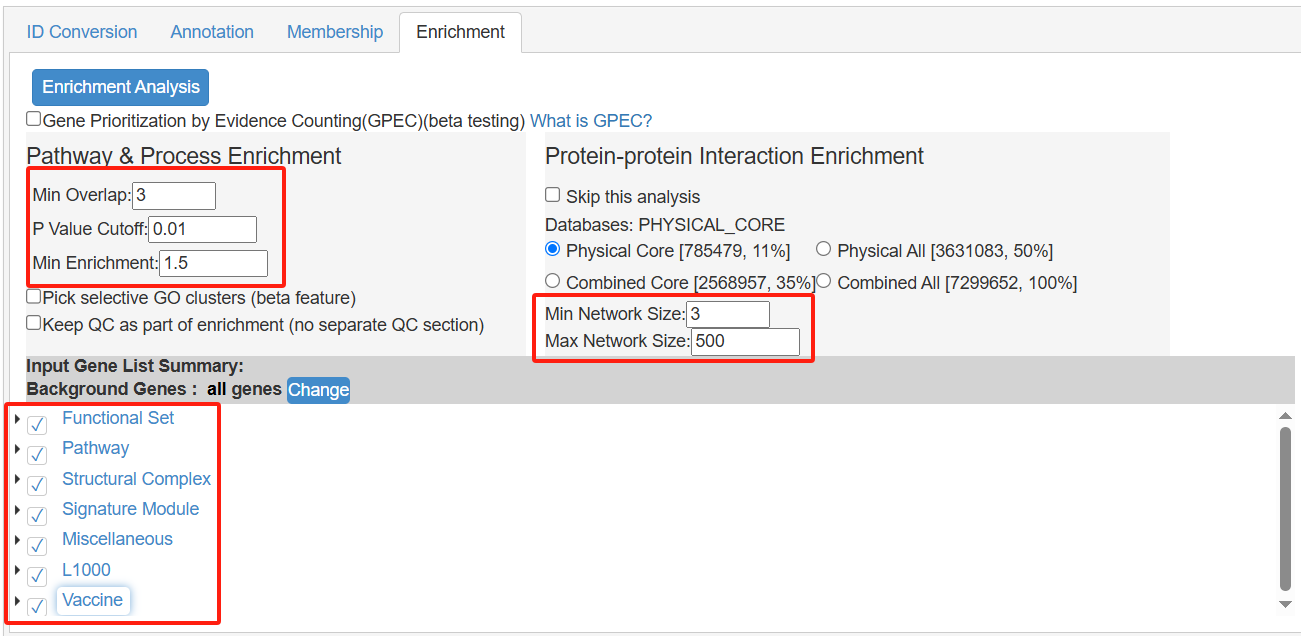 ID Conversion Annotation Membership Enrichment
Enrichment Analysis
Gene Prioritization by Evidence Counting(GPEC)(beta testing) What is GPEC?
Pathway & Process Enrichment
Min Overlap: 3
P Value Cutoff: 0.01
Min Enrichment: 1.5
Pick selective GO clusters (beta feature)
Keep QC as part of enrichment (no separate QC section)
Protein-protein Interaction Enrichment
Skip this analysis
Databases: PHYSICAL_CORE
Physical Core [785479, 11%] Physical All [3631083, 50%]
Combined Core [2568957, 35%] Combined All [7299652, 100%]
Min Network Size: 3
Max Network Size: 500
Input Gene List Summary:
Background Genes : all genes Change
Functional Set
Pathway
Structural Complex
Signature Module
Miscellaneous
L1000
Vaccine